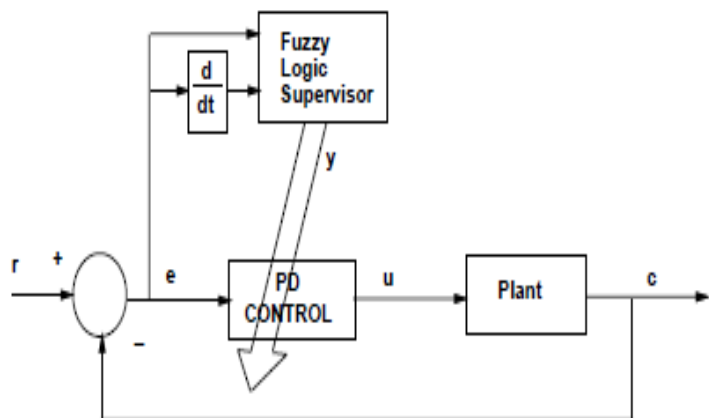 Fuzzy
Logic
Supervisor
d
dt
y
r
+
−
e
PD
CONTROL
u
Plant
c